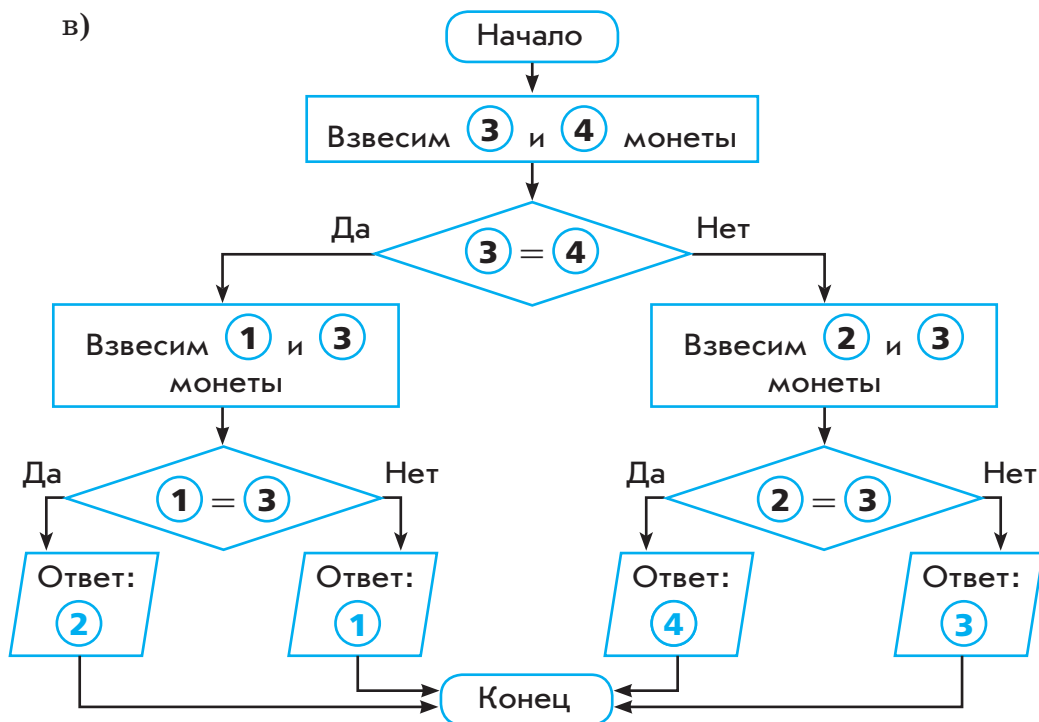 в)
Начало
Взвесим 3 и 4 монеты
Да
3 = 4
Нет
Взвесим 1 и 3
монеты
Взвесим 2 и 3
монеты
Да
1 = 3
Нет
Да
2 = 3
Нет
Ответ:
2
Ответ:
1
Ответ:
4
Ответ:
3
Конец